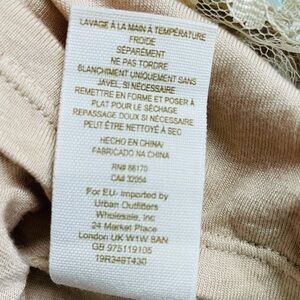 LAVAGE À LA MAIN À TEMPÉRATURE
FROIDE
SÉPARÉMENT
NE PAS TORDRE
BLANCHIMENT UNIQUEMENT SANS
JAVEL, SI NÉCESSAIRE
REMETTRE EN FORME ET POSER À
PLAT POUR LE SÉCHAGE
REPASSAGE DOUX SI NÉCESSAIRE
PEUT ÊTRE NETTOYÉ À SEC
HECHO EN CHINA/
FABRICADO NA CHINA
RN# 66170
CA# 32054
For EU- Imported by
Urban Outfitters
Wholesale, Inc
24 Market Place
London UK W1W 8AN
GB 975119105
19R349T430